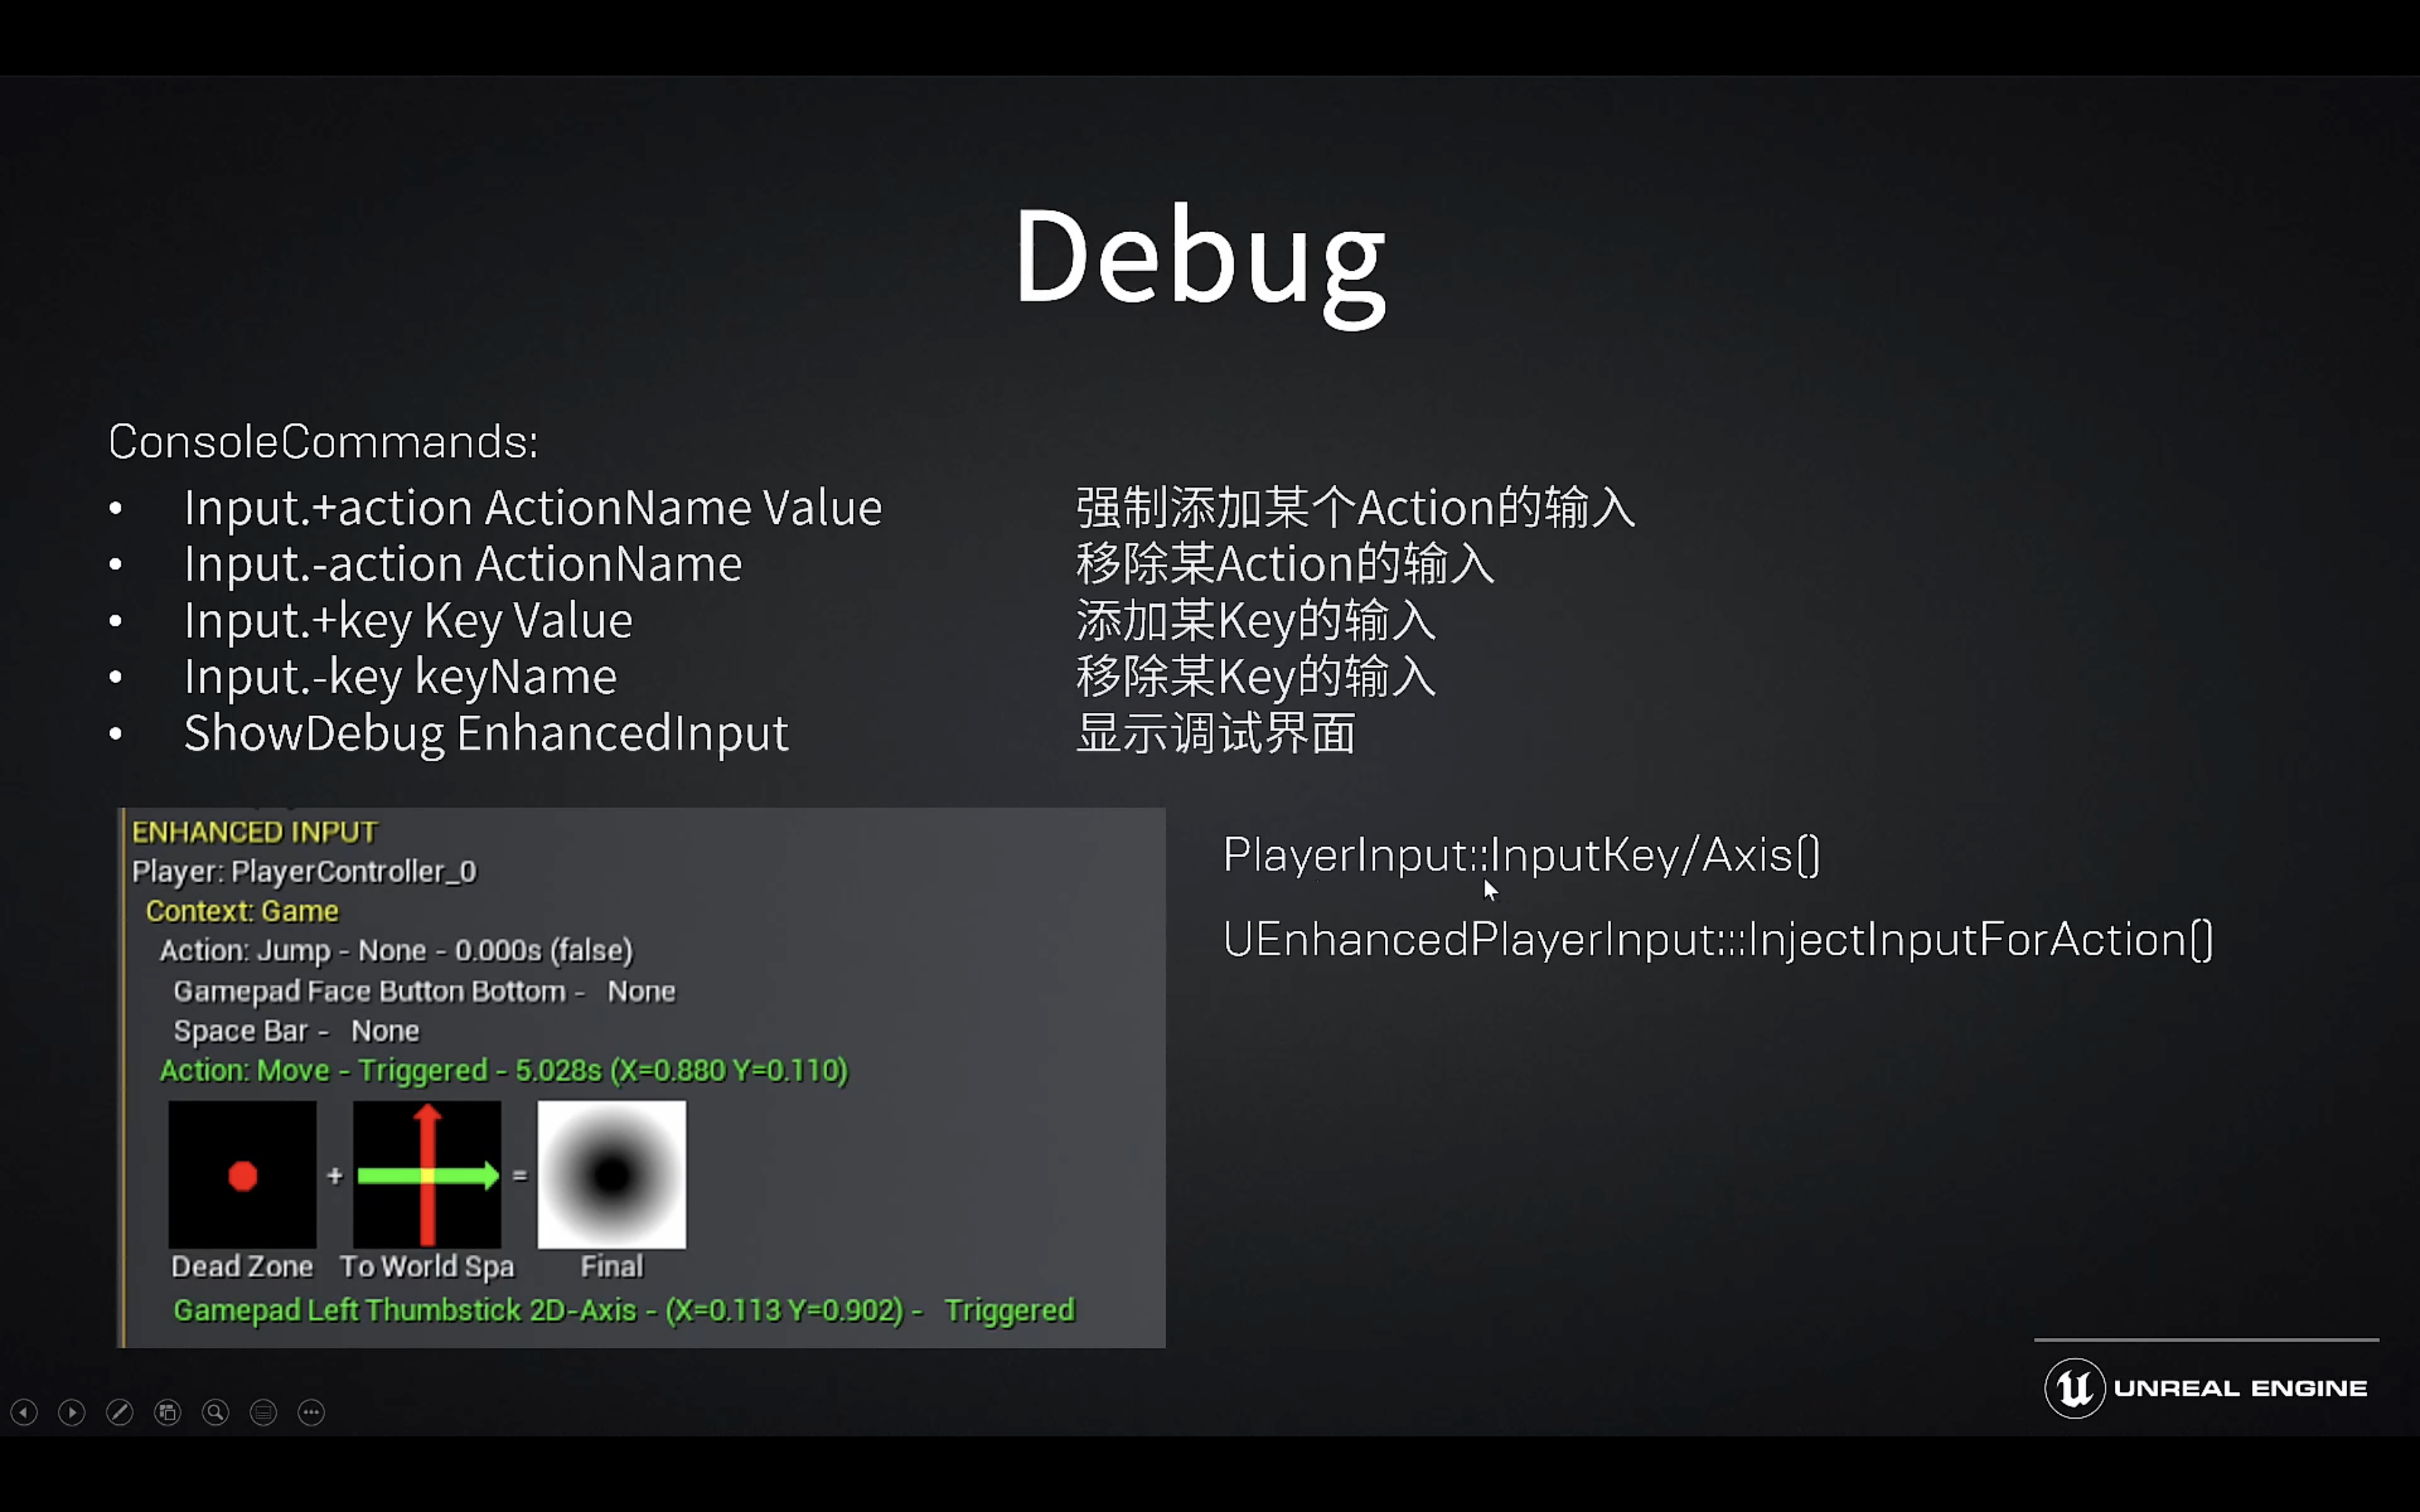 Debug
ConsoleCommands:
• Input.+action ActionName Value 强制添加某个Action的输入
• Input.-action ActionName 移除某Action的输入
• Input.+key Key Value 添加某Key的输入
• Input.-key keyName 移除某Key的输入
• ShowDebug EnhancedInput 显示调试界面
ENHANCED INPUT
Player: PlayerController_0
Context: Game
Action: Jump - None - 0.000s (false)
Gamepad Face Button Bottom - None
Space Bar - None
Action: Move - Triggered - 5.028s (X=0.880 Y=0.110)
+ =
Dead Zone To World Spa Final
Gamepad Left Thumbstick 2D-Axis - (X=0.113 Y=0.902) - Triggered
PlayerInput::InputKey/Axis()
UEnhancedPlayerInput:::InjectInputForAction()
UNREAL ENGINE